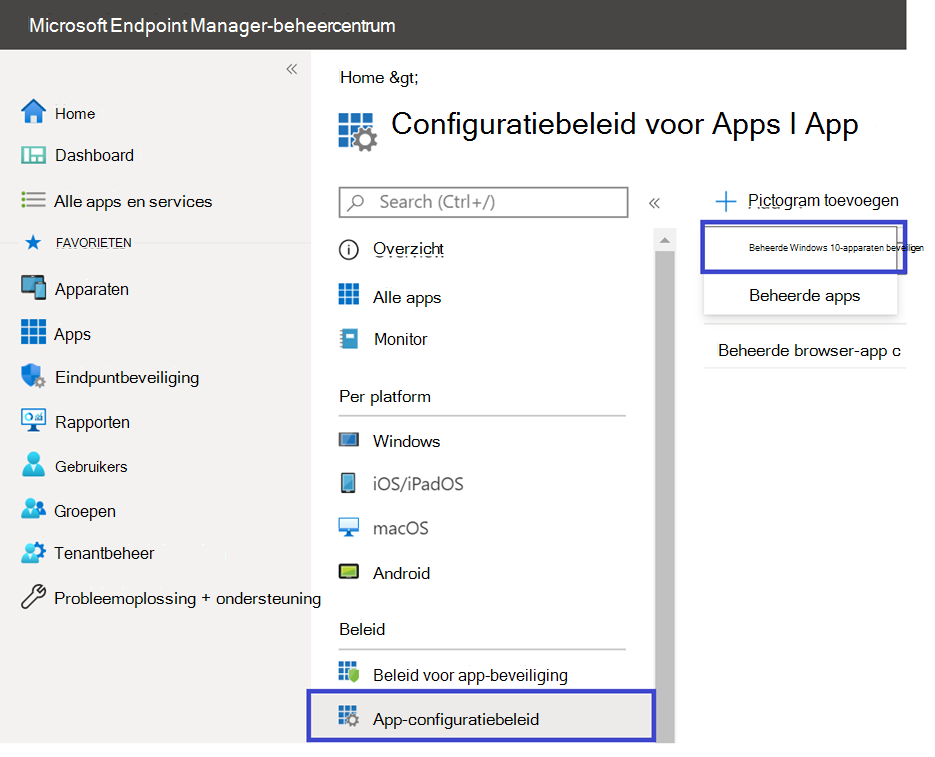 Microsoft Endpoint Manager-beheercentrum
«
Home
Dashboard
Alle apps en services
FAVORIETEN
Apparaten
Apps
Eindpuntbeveiliging
Rapporten
Gebruikers
Groepen
Tenantbeheer
Probleemoplossing + ondersteuning
Home &gt;
Configuratiebeleid voor Apps | App
Search (Ctrl+/)
«
Overzicht
Alle apps
Monitor
Per platform
Windows
iOS/iPadOS
macOS
Android
Beleid
Beleid voor app-beveiliging
App-configuratiebeleid
Pictogram toevoegen
Beheerde Windows 10-apparaten beveiligen
Beheerde apps
Beheerde browser-app c